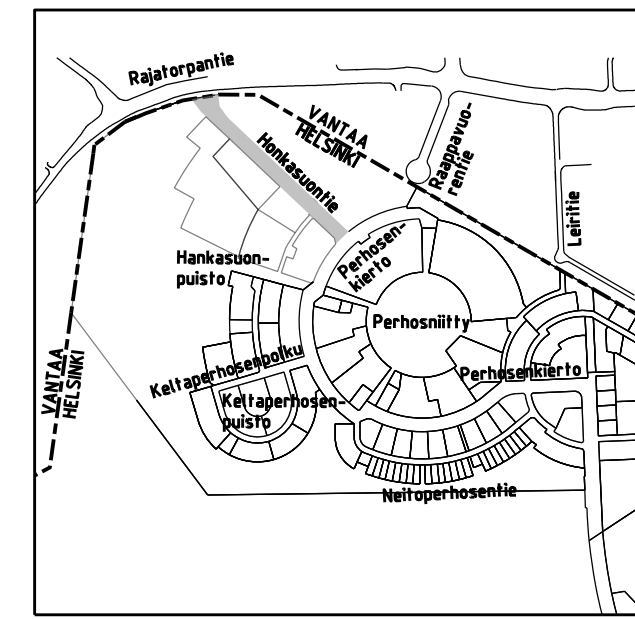 Rajatorpantie
VANTAA
HELSINKI
Honkasuontie
Raappavuo-
rentie
Leiritie
Perhosen-
kierto
Hankasuon-
puisto
Perhosniitty
VANTAA
HELSINKI
Keltaperhosenpolku
Perhosenkierto
Keltaperhosen-
puisto
Neitoperhosentie